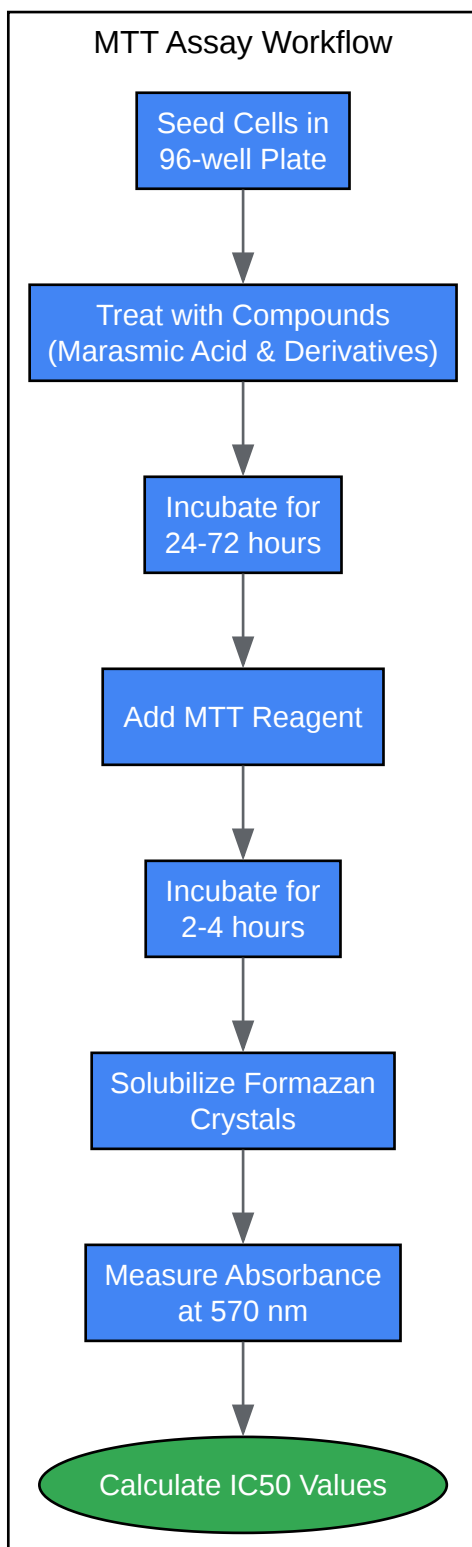 MTT Assay Workflow
Seed Cells in
96-well Plate
Treat with Compounds
(Marasmic Acid & Derivatives)
Incubate for
24-72 hours
Add MTT Reagent
Incubate for
2-4 hours
Solubilize Formazan
Crystals
Measure Absorbance
at 570 nm
Calculate IC50 Values